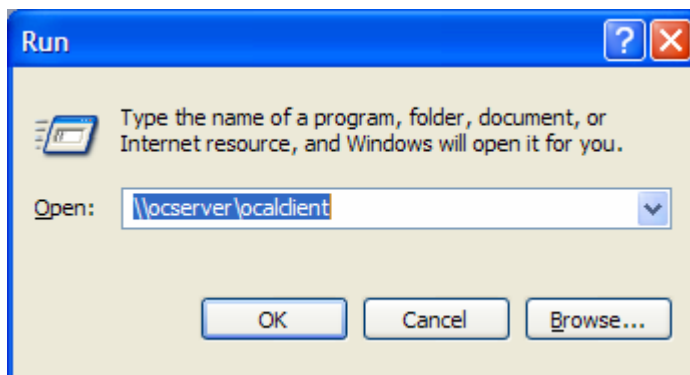 Run
?
Type the name of a program, folder, document, or
Internet resource, and Windows will open it for you.
Open: \\ocserver\ocalclient
OK Cancel Browse...